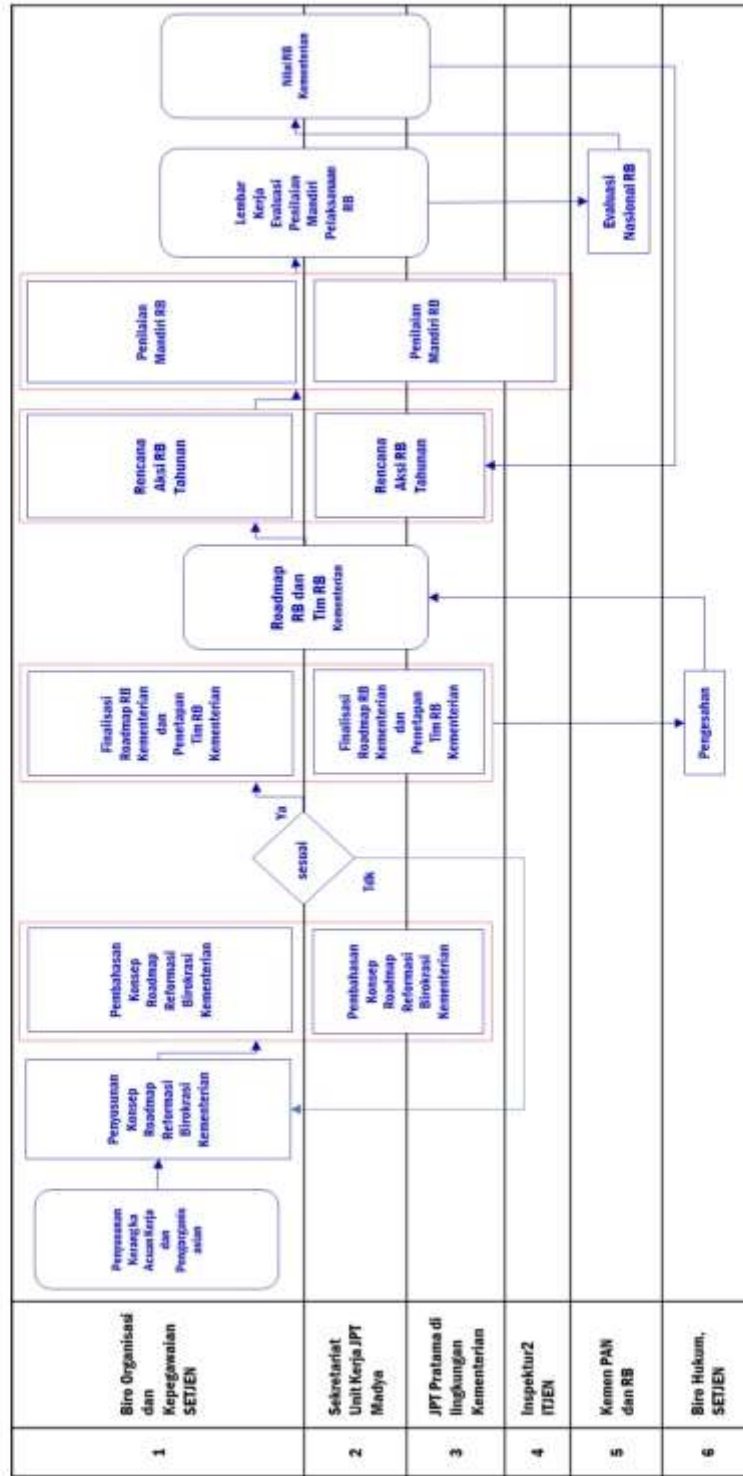 1
Biro Organisasi
dan
Kepegawaian
SETJEN
2
Sekretariat
Unit Kerja JPT
Madya
3
JPT Pratama di
lingkungan
Kementerian
4
Inspektur2
ITJEN
5
Kemen PAN
dan RB
6
Biro Hukum,
SETJEN
Penyusunan
Kerangka
Acuan Kerja
dan
Pengorganis
asian
Penyusunan
Konsep
Roadmap
Reformasi
Birokrasi
Kementerian
Pembahasan
Konsep
Roadmap
Reformasi
Birokrasi
Kementerian
Pembahasan
Konsep
Roadmap
Reformasi
Birokrasi
Kementerian
sesuai
Ya
Tdk
Finalisasi
Roadmap RB
Kementerian
dan
Penetapan
Tim RB
Kementerian
Finalisasi
Roadmap RB
Kementerian
dan
Penetapan
Tim RB
Kementerian
Pengesahan
Roadmap
RB dan
Tim RB
Kementerian
Rencana
Aksi RB
Tahunan
Rencana
Aksi RB
Tahunan
Penilaian
Mandiri RB
Penilaian
Mandiri RB
Lembar
Kerja
Evaluasi
Penilaian
Mandiri
Pelaksanaan
RB
Evaluasi
Nasional RB
Nilai RB
Kementerian